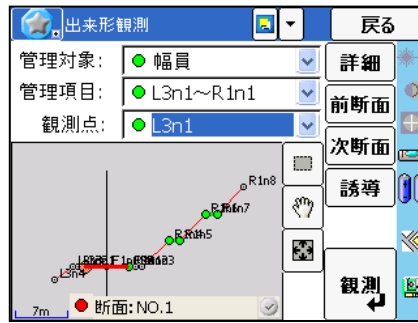 出来形観測
戻る
管理対象:
幅員
詳細
管理項目:
L3n1～R1n1
前断面
観測点:
L3n1
次断面
R1n8
誘導
L3n4
7m
断面:NO.1
観測